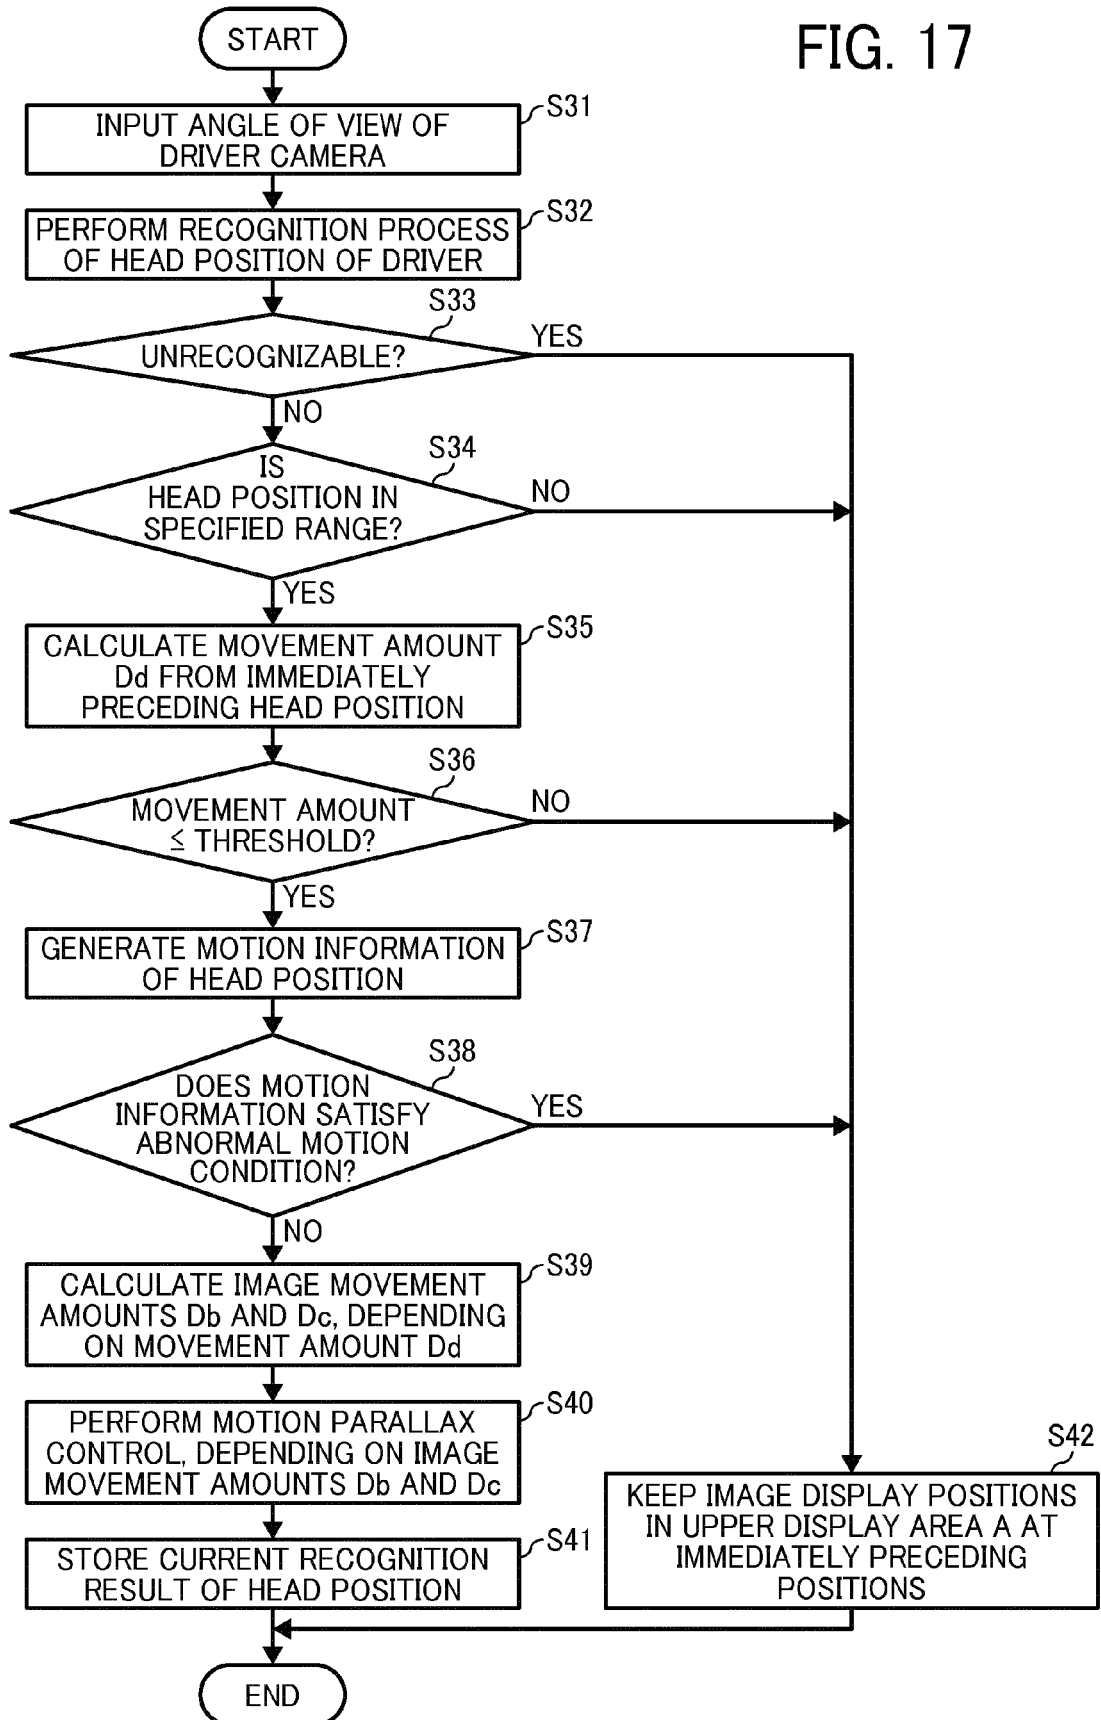 FIG. 17
START
S31
INPUT ANGLE OF VIEW OF
DRIVER CAMERA
S32
PERFORM RECOGNITION PROCESS
OF HEAD POSITION OF DRIVER
S33
UNRECOGNIZABLE?
YES
NO
S34
IS
HEAD POSITION IN
SPECIFIED RANGE?
NO
YES
S35
CALCULATE MOVEMENT AMOUNT
Dd FROM IMMEDIATELY
PRECEDING HEAD POSITION
S36
MOVEMENT AMOUNT
≦ THRESHOLD?
NO
YES
S37
GENERATE MOTION INFORMATION
OF HEAD POSITION
S38
DOES MOTION
INFORMATION SATISFY
ABNORMAL MOTION
CONDITION?
YES
NO
S39
CALCULATE IMAGE MOVEMENT
AMOUNTS Db AND Dc, DEPENDING
ON MOVEMENT AMOUNT Dd
S40
PERFORM MOTION PARALLAX
CONTROL, DEPENDING ON IMAGE
MOVEMENT AMOUNTS Db AND Dc
S41
STORE CURRENT RECOGNITION
RESULT OF HEAD POSITION
S42
KEEP IMAGE DISPLAY POSITIONS
IN UPPER DISPLAY AREA A AT
IMMEDIATELY PRECEDING
POSITIONS
END